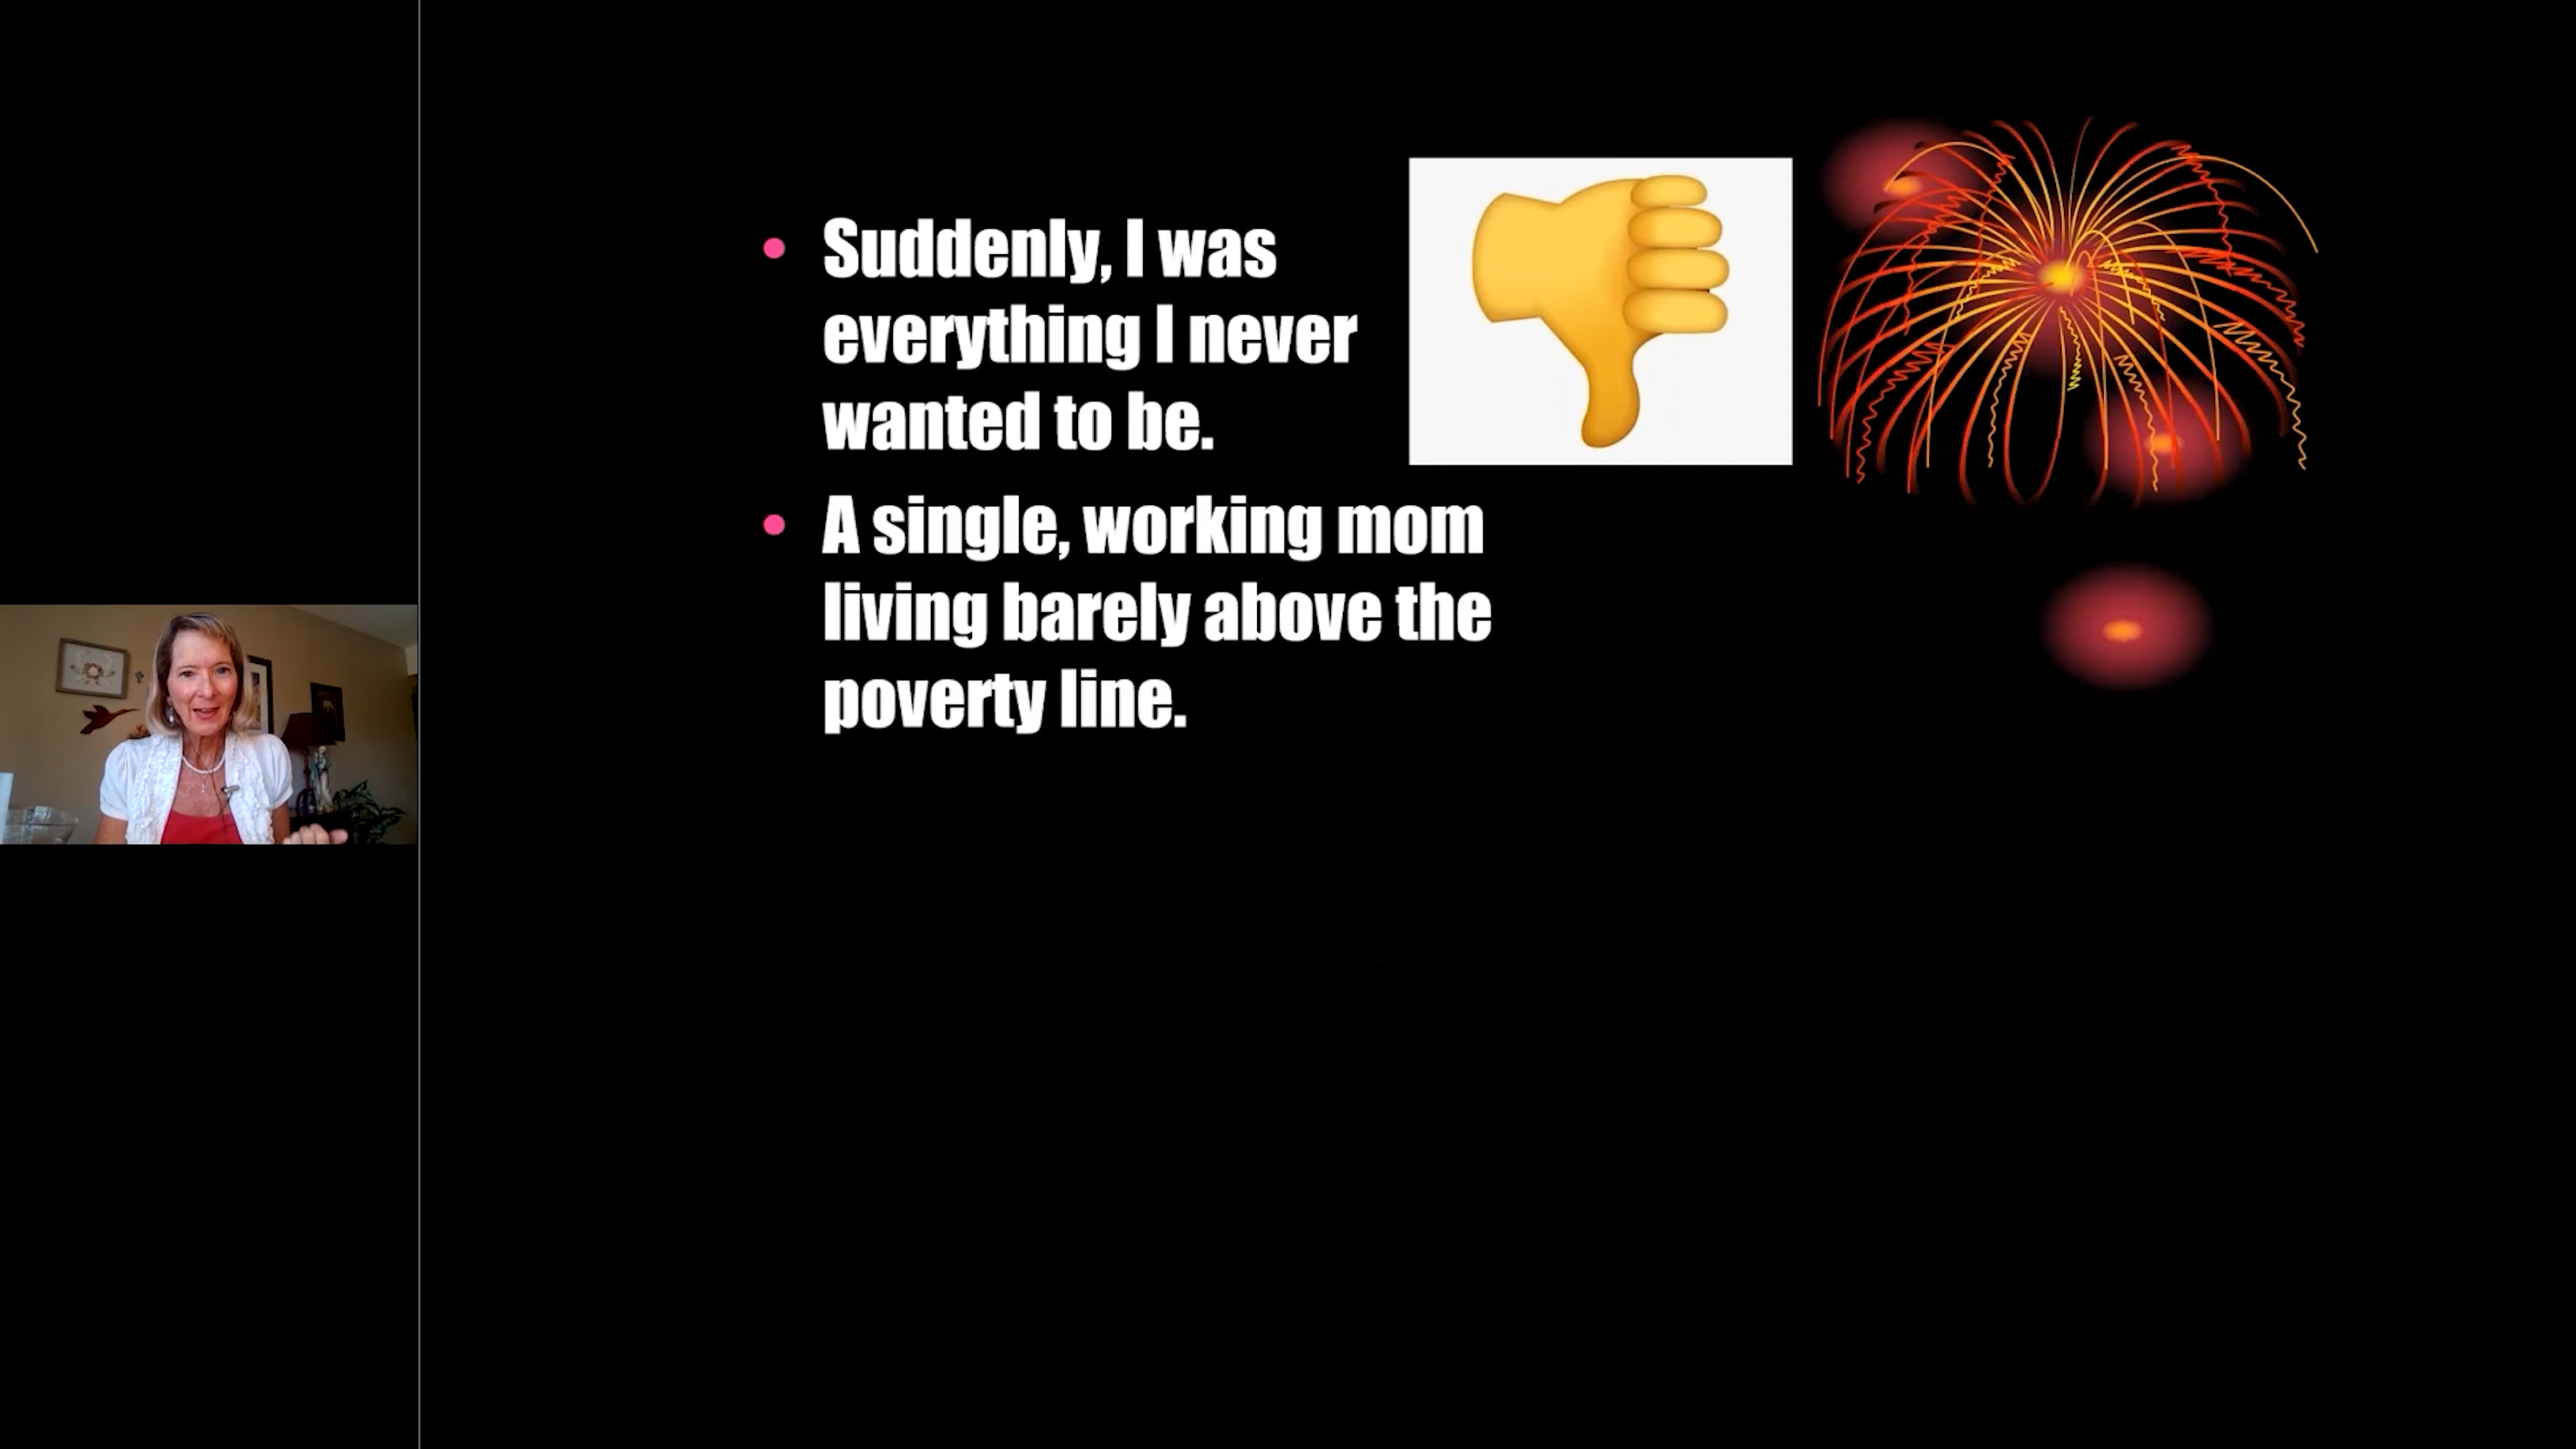 • Suddenly, I was
everything I never
wanted to be.
• A single, working mom
living barely above the
poverty line.